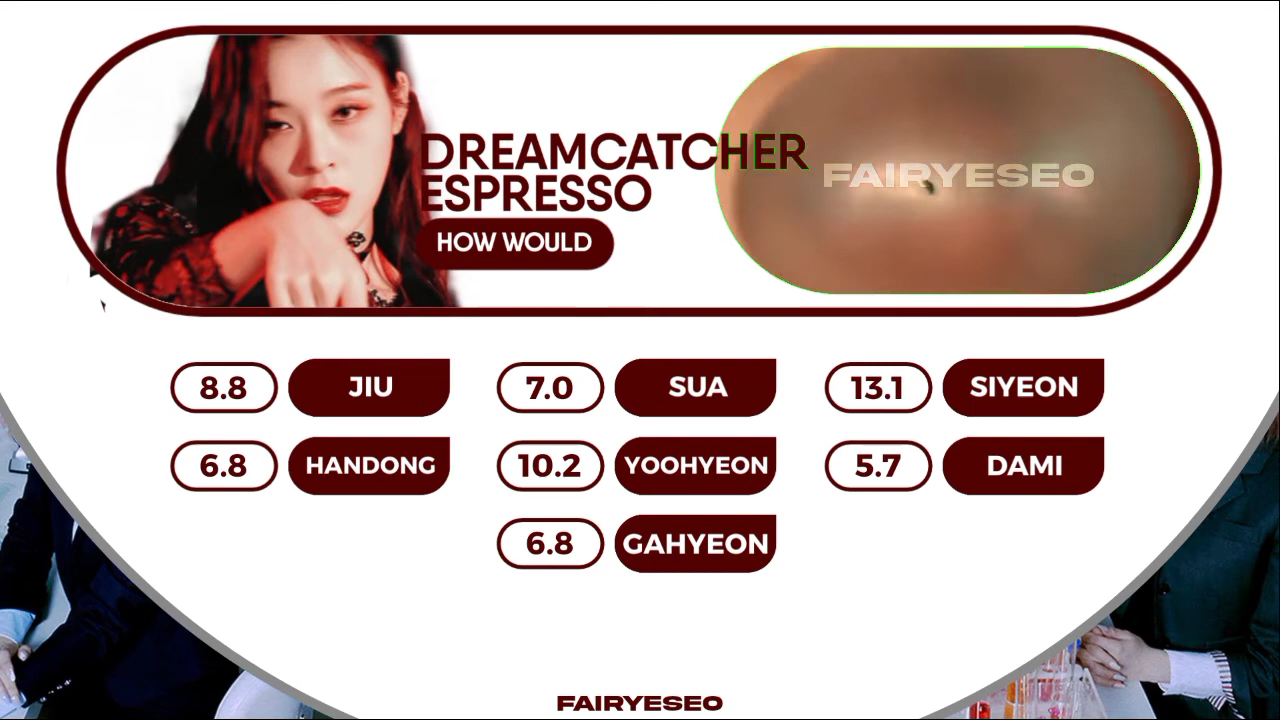 DREAMCATCHER
ESPRESSO
HOW WOULD
FAIRYESEO
8.8 JIU
7.0 SUA
13.1 SIYEON
6.8 HANDONG
10.2 YOOHYEON
5.7 DAMI
6.8 GAHYEON
FAIRYESEO